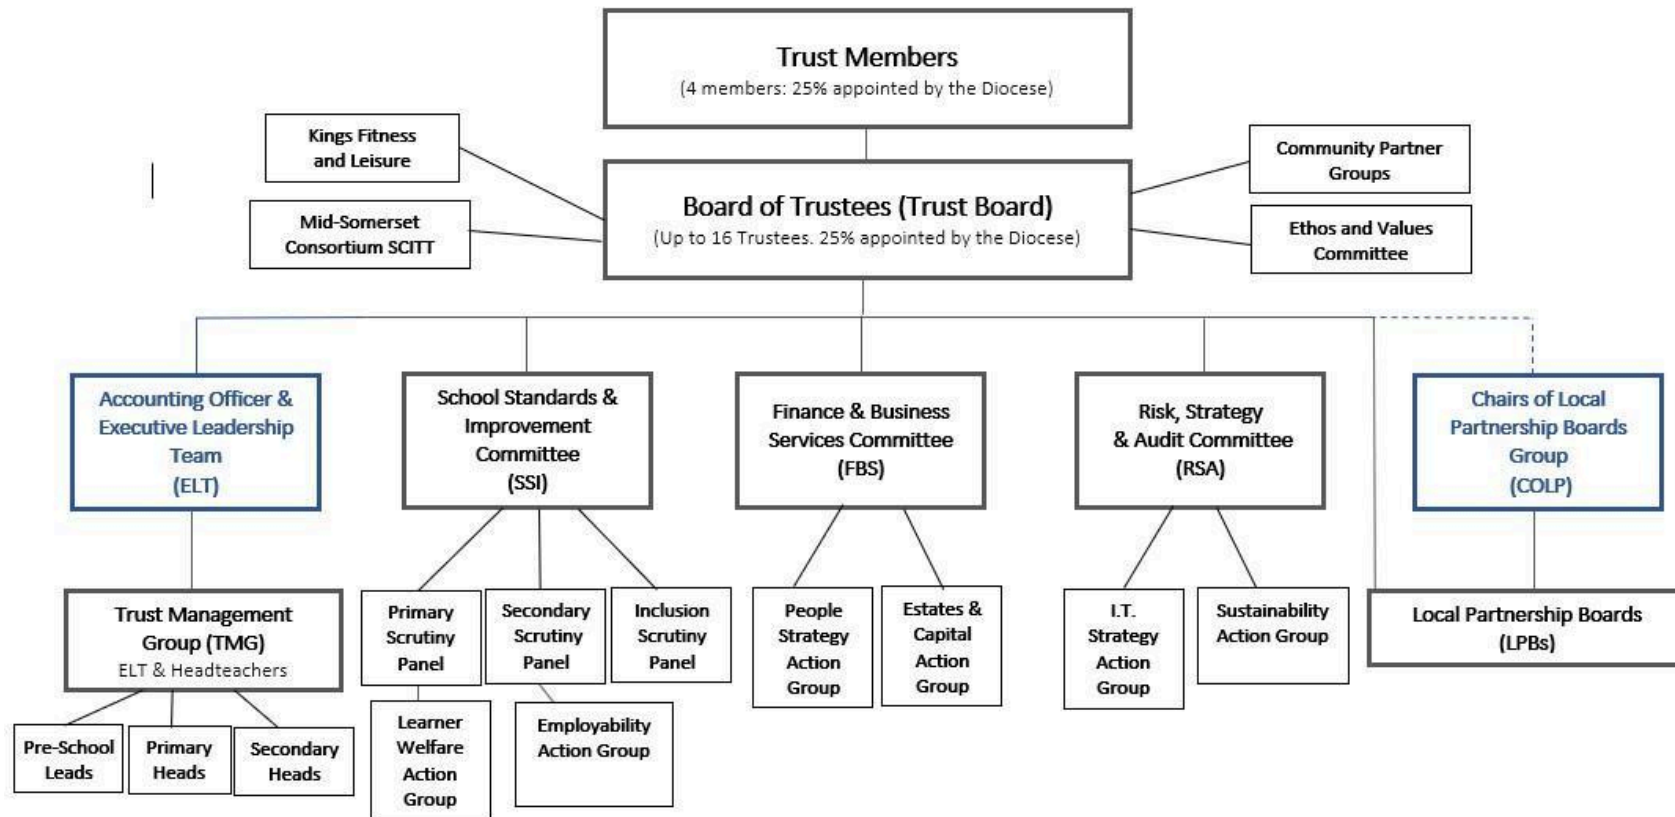 Trust Members
(4 members: 25% appointed by the Diocese)
Kings Fitness
and Leisure
Community Partner
Groups
Board of Trustees (Trust Board)
(Up to 16 Trustees. 25% appointed by the Diocese)
Mid-Somerset
Consortium SCITT
Ethos and Values
Committee
Accounting Officer &
Executive Leadership
Team
(ELT)
School Standards &
Improvement
Committee
(SSI)
Finance & Business
Services Committee
(FBS)
Risk, Strategy
& Audit Committee
(RSA)
Chairs of Local
Partnership Boards
Group
(COLP)
Trust Management
Group (TMG)
ELT & Headteachers
Primary
Scrutiny
Panel
Secondary
Scrutiny
Panel
Inclusion
Scrutiny
Panel
People
Strategy
Action
Group
Estates &
Capital
Action
Group
I.T.
Strategy
Action
Group
Sustainability
Action Group
Local Partnership Boards
(LPBs)
Pre-School
Leads
Primary
Heads
Secondary
Heads
Learner
Welfare
Action
Group
Employability
Action Group